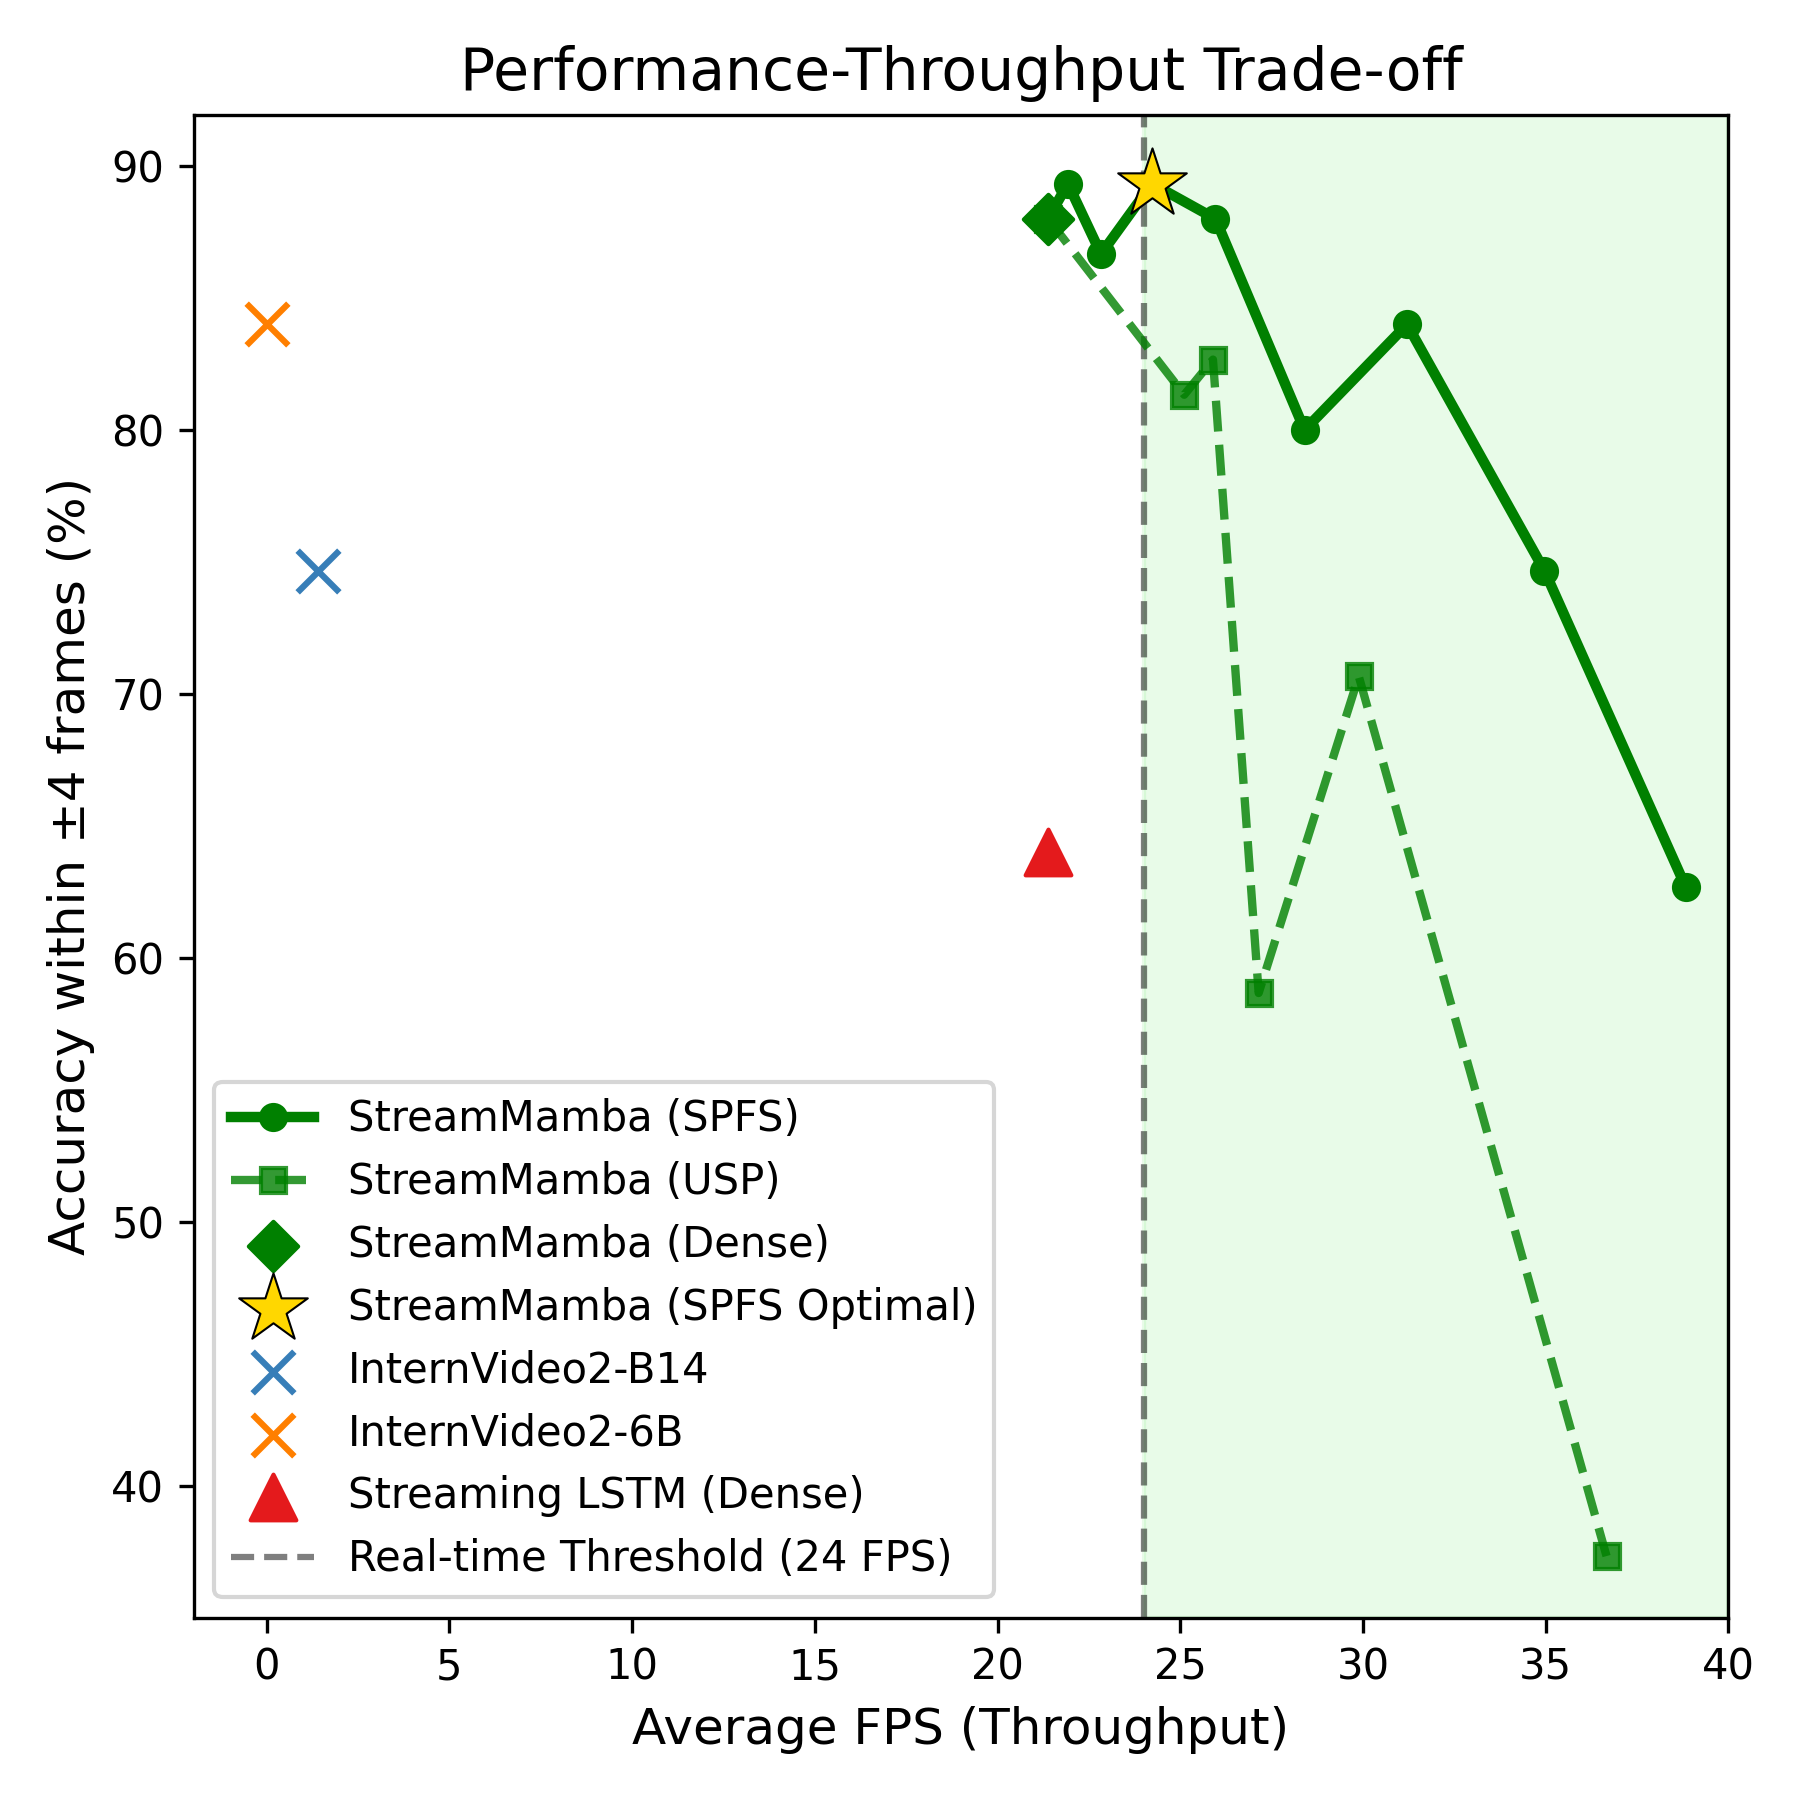 Performance-Throughput Trade-off
Accuracy within ±4 frames (%)
90
80
70
60
50
40
StreamMamba (SPFS)
StreamMamba (USP)
StreamMamba (Dense)
StreamMamba (SPFS Optimal)
InternVideo2-B14
InternVideo2-6B
Streaming LSTM (Dense)
Real-time Threshold (24 FPS)
0 5 10 15 20 25 30 35 40
Average FPS (Throughput)